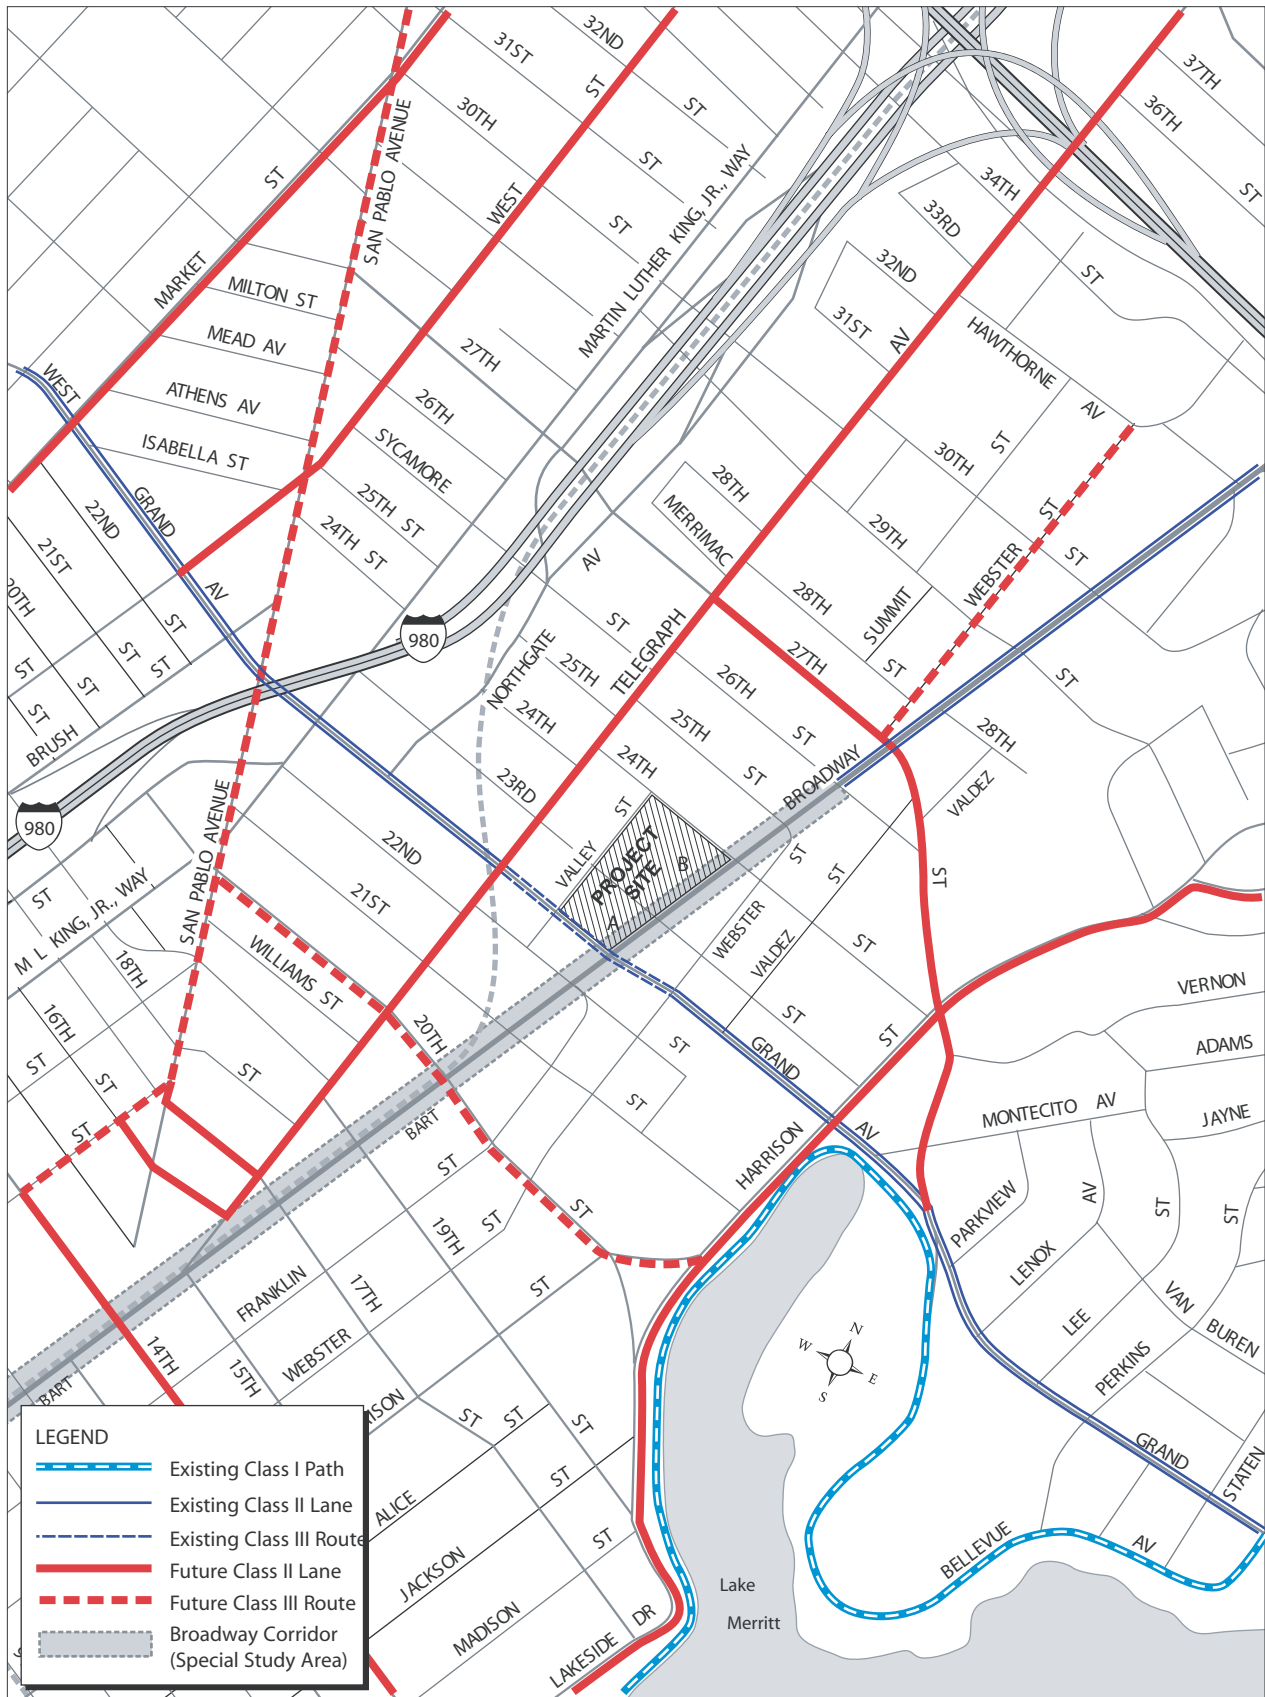 32ND
31ST
ST
37TH
36TH
30TH
ST
SAN PABLO AVENUE
ST
ST
MARTIN LUTHER KING, JR., WAY
34TH
ST
WEST
ST
33RD
MARKET
32ND
ST
MILTON ST
31ST
AV
HAWTHORNE
AV
MEAD AV
27TH
WEST
ATHENS AV
26TH
ISABELLA ST
SYCAMORE
30TH
ST
28TH
25TH ST
GRAND
22ND
MERRIMAC
29TH
ST
24TH ST
21ST
AV
ST
WEBSTER
20TH
AV
28TH
SUMMIT
980
ST
ST
ST
ST
ST
TELEGRAPH
27TH
ST
ST
ST
NORTHGATE
25TH
26TH
ST
BRUSH
24TH
25TH
ST
28TH
24TH
ST
BROADWAY
VALDEZ
23RD
ST
980
SAN PABLO AVENUE
22ND
VALLEY
PROJECT
SITE
B
A
ST
ST
ST
21ST
ST
M L KING, JR., WAY
WEBSTER
VALDEZ
ST
WILLIAMS ST
18TH
VERNON
16TH
20TH
ST
ST
GRAND
ST
ADAMS
ST
ST
ST
ST
MONTECITO AV
JAYNE
BART
ST
AV
HARRISON
ST
ST
PARKVIEW
AV
ST
ST
19TH
ST
LENOX
ST
FRANKLIN
17TH
VAN
LEE
BUREN
14TH
WEBSTER
15TH
PERKINS
N
W
E
S
BART
ISON
ST
ST
ST
GRAND
STATEN
ST
ALICE
ST
BELLEVUE
AV
JACKSON
MADISON
Lake
Merritt
DR
LAKESIDE
LEGEND
Existing Class I Path
Existing Class II Lane
Existing Class III Route
Future Class II Lane
Future Class III Route
Broadway Corridor
(Special Study Area)